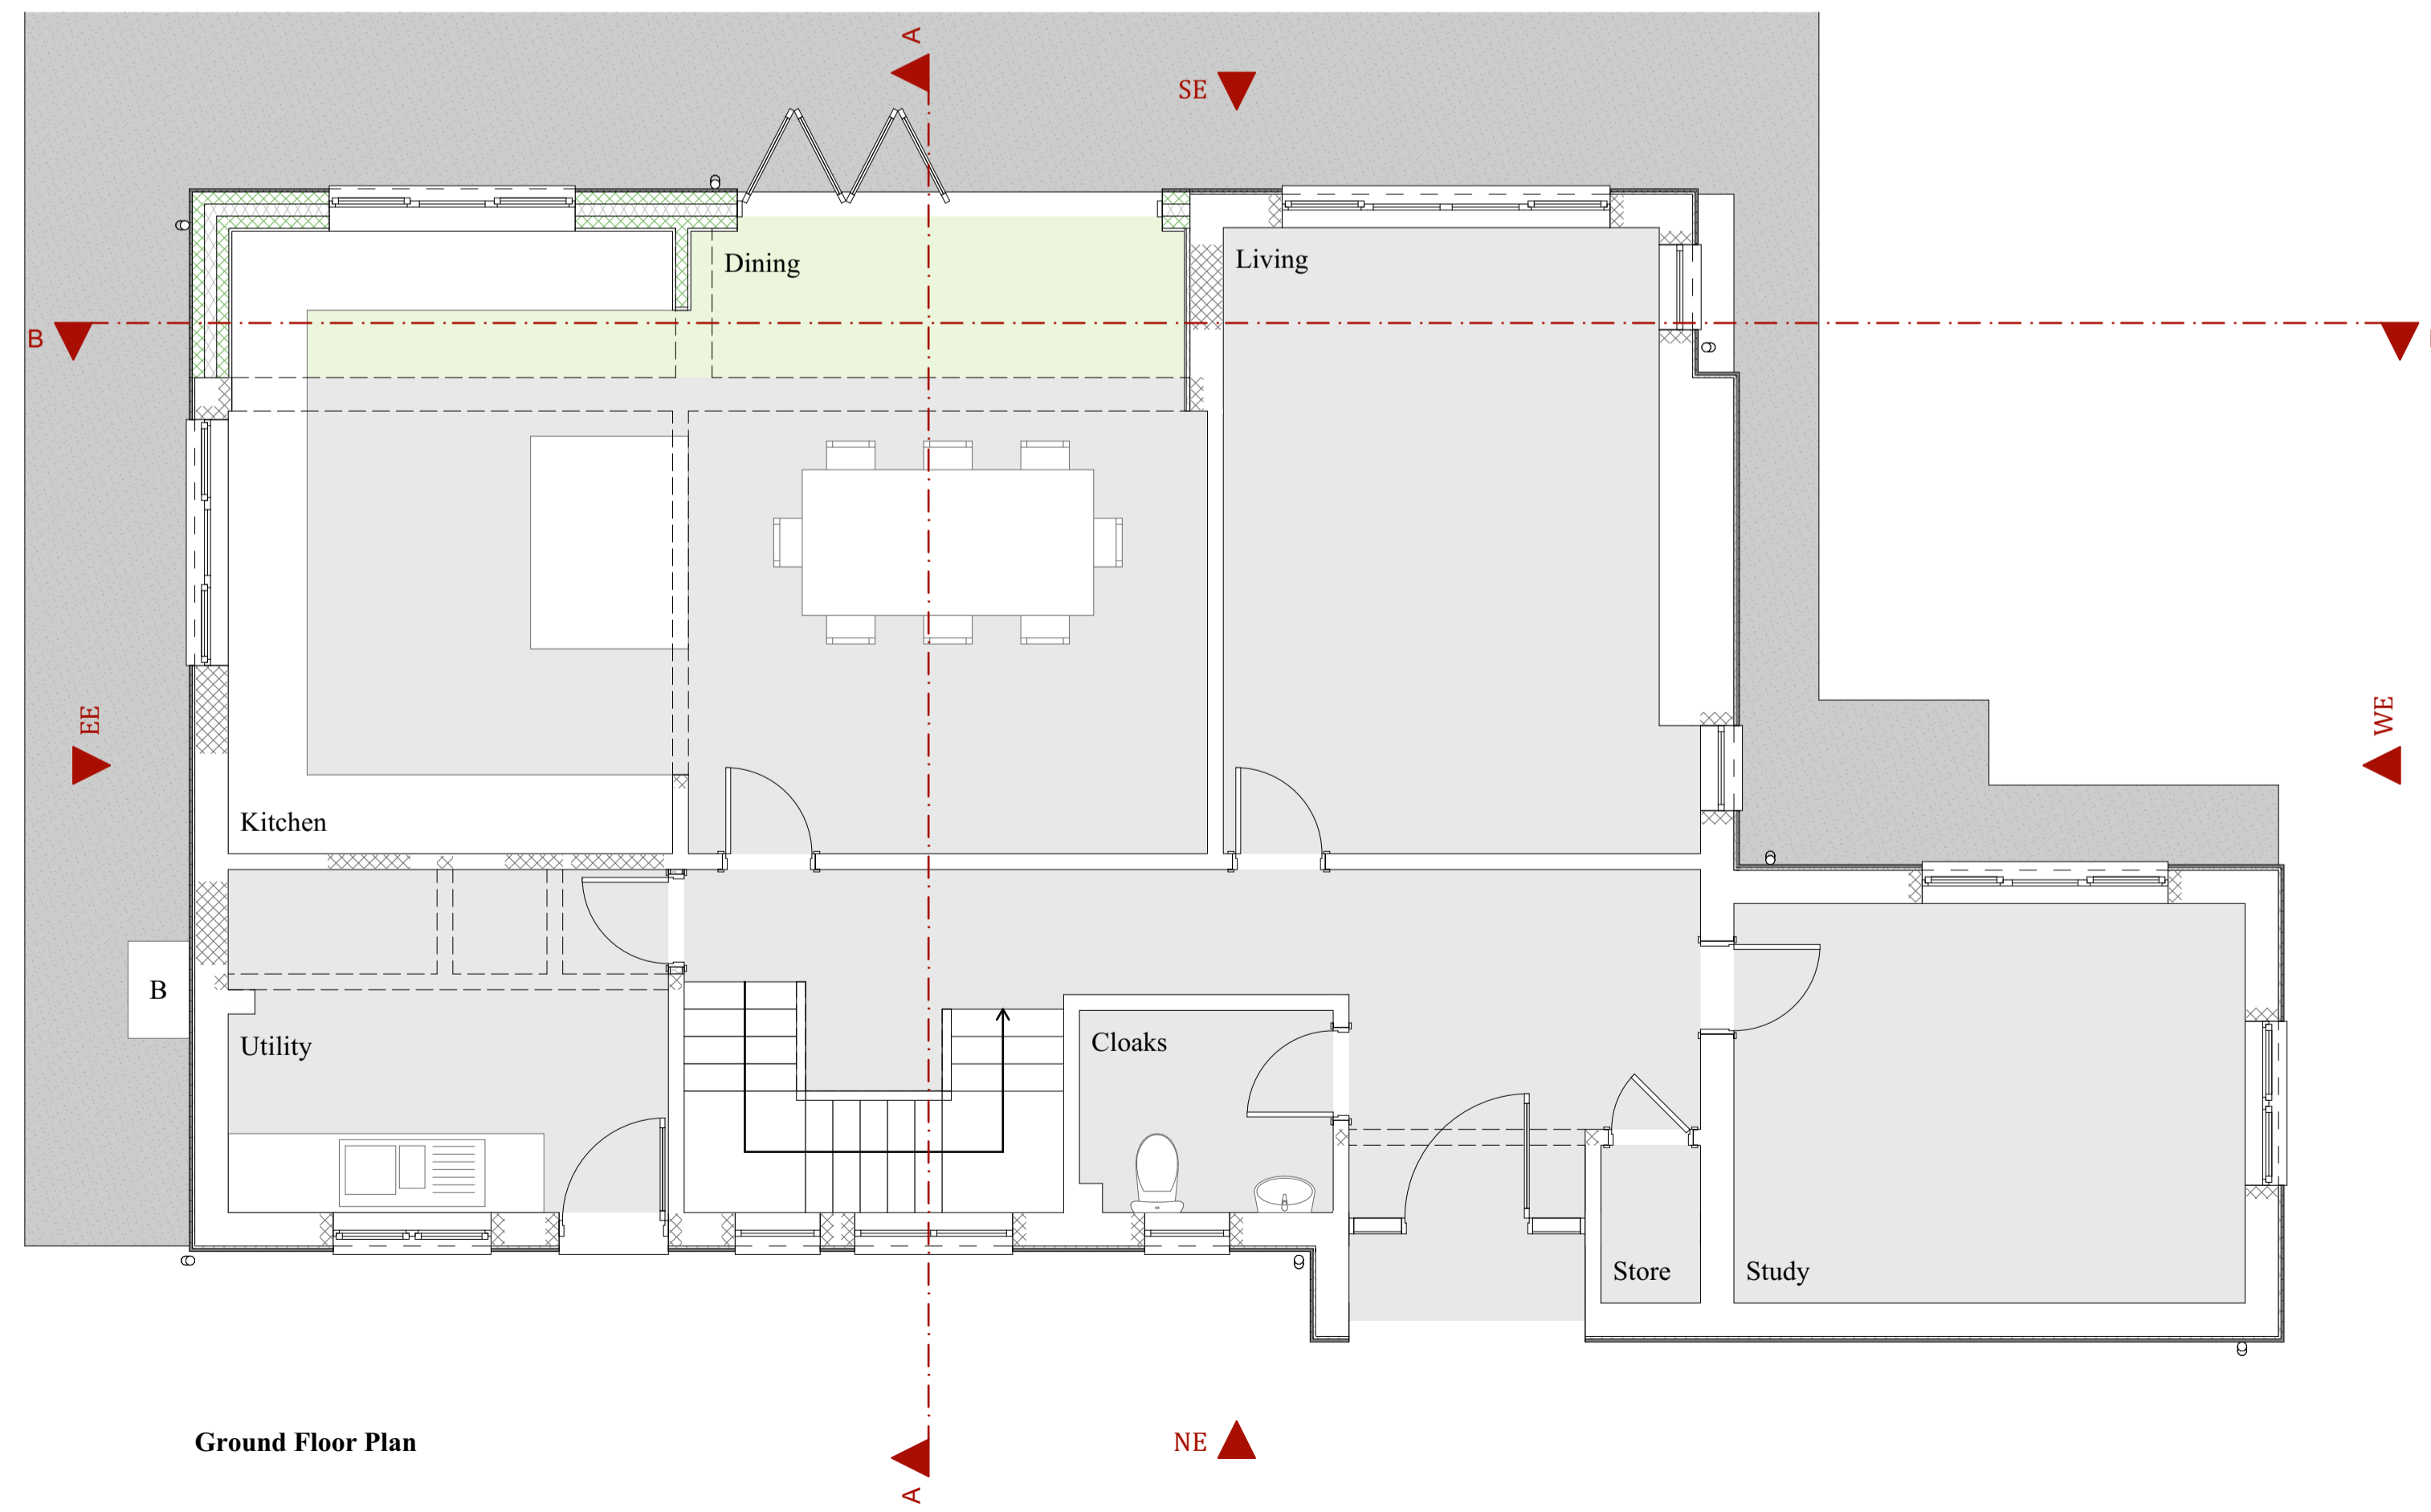 A
SE
Dining
Living
B
EE
WE
Kitchen
B
Utility
Cloaks
Store
Study
Ground Floor Plan
NE
A